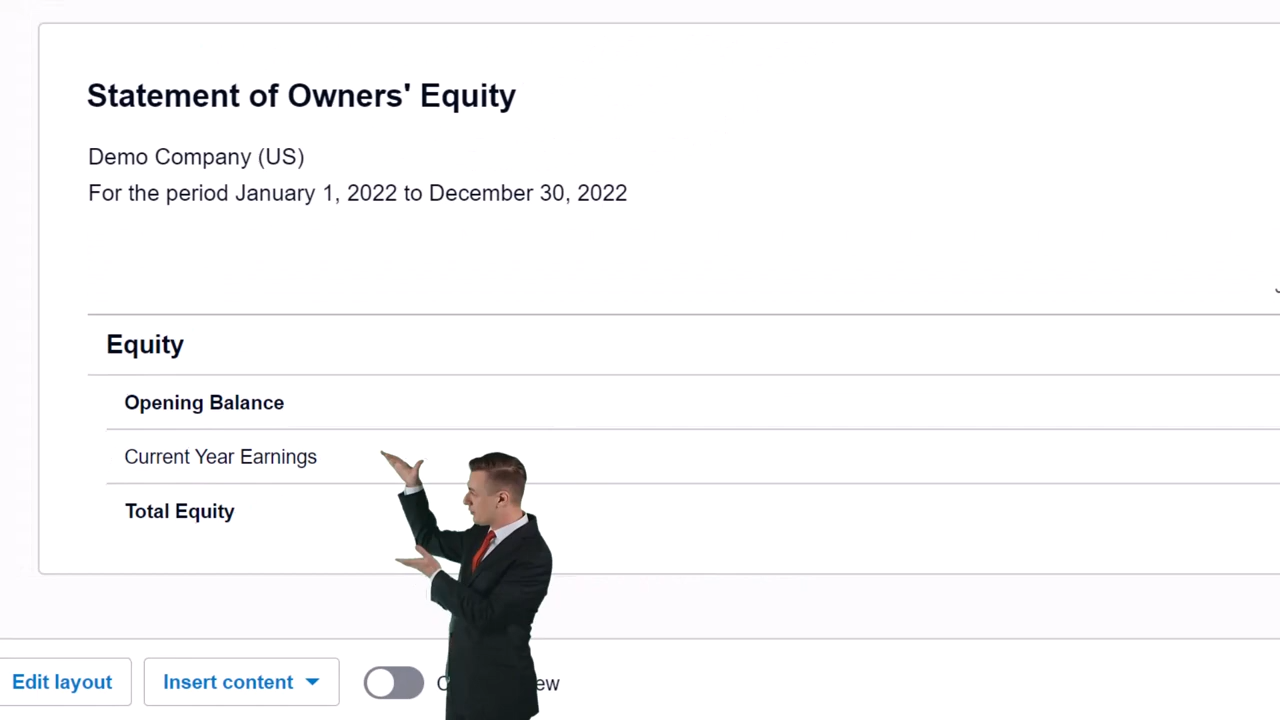 Statement of Owners' Equity
Demo Company (US)
For the period January 1, 2022 to December 30, 2022
Equity
Opening Balance
Current Year Earnings
Total Equity
Edit layout
Insert content